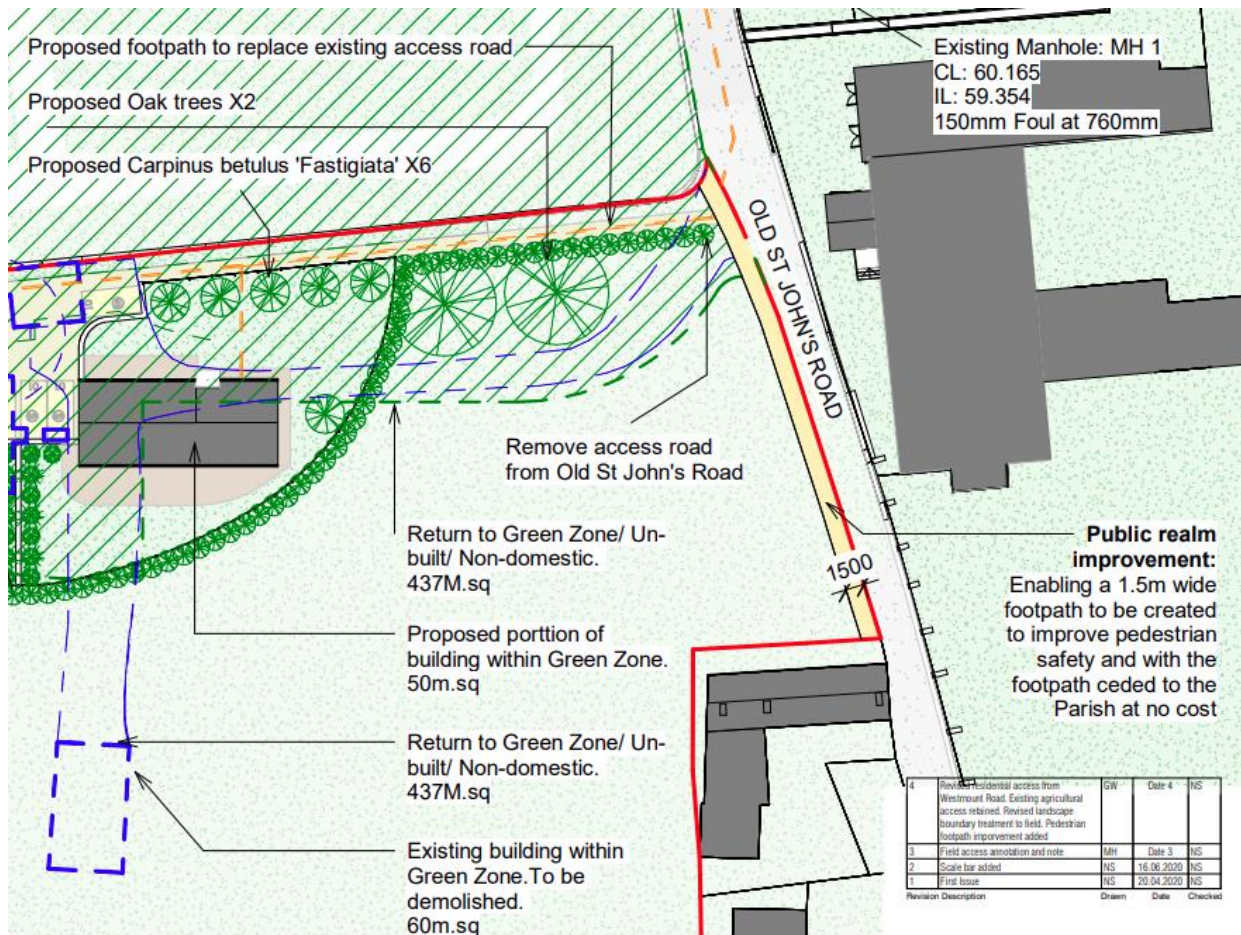 Proposed footpath to replace existing access road
Proposed Oak trees X2
Proposed Carpinus betulus 'Fastigiata' X6
Existing Manhole: MH 1
CL: 60.165
IL: 59.354
150mm Foul at 760mm
OLD ST JOHN'S ROAD
Remove access road
from Old St John's Road
Return to Green Zone/ Un-
built/ Non-domestic.
437M.sq
1500
Public realm
improvement:
Enabling a 1.5m wide
footpath to be created
to improve pedestrian
safety and with the
footpath ceded to the
Parish at no cost
Proposed porttion of
building within Green Zone.
50m.sq
Return to Green Zone/ Un-
built/ Non-domestic.
437M.sq
Existing building within
Green Zone.To be
demolished.
60m.sq
4 Revised residential access from GW Date 4 NS
Westmount Road. Existing agricultural
access retained. Revised landscape
boundary treatment to field. Pedestrian
footpath imporvement added
3 Field access annotation and note MH Date 3 NS
2 Scale bar added NS 16.06.2020 NS
1 First Issue NS 20.04.2020 NS
Revision Description Drawn Date Checked